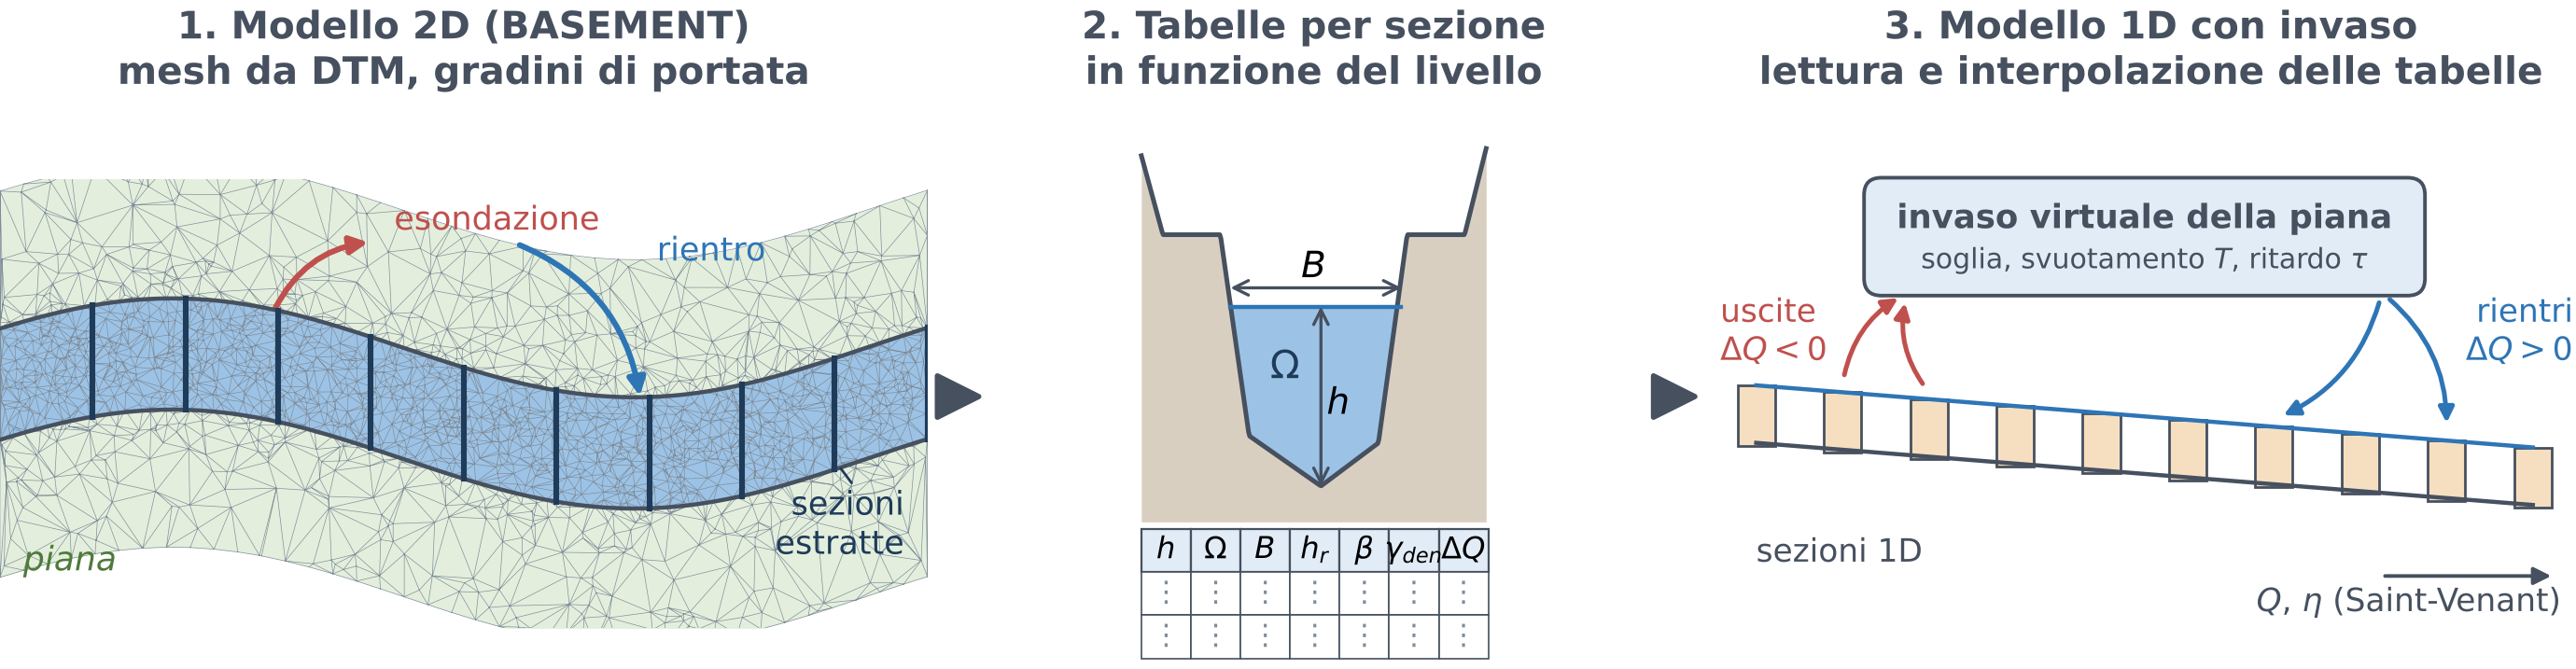 1. Modello 2D (BASEMENT)
mesh da DTM, gradini di portata
esondazione
rientro
sezioni
estratte
piana
2. Tabelle per sezione
in funzione del livello
B
Ω
h
h Ω B hr β γden ΔQ
⋮ ⋮ ⋮ ⋮ ⋮ ⋮ ⋮
⋮ ⋮ ⋮ ⋮ ⋮ ⋮ ⋮
3. Modello 1D con invaso
lettura e interpolazione delle tabelle
invaso virtuale della piana
soglia, svuotamento T, ritardo τ
uscite
ΔQ < 0
rientri
ΔQ > 0
sezioni 1D
Q, η (Saint-Venant)